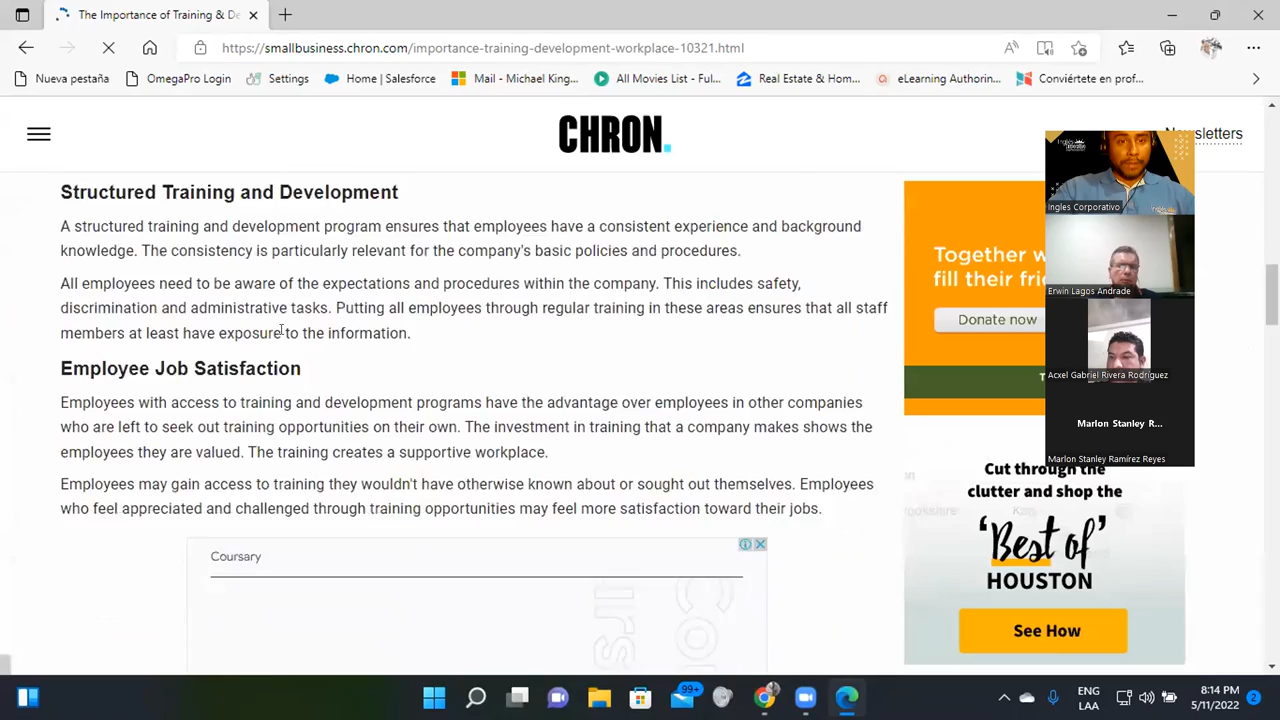 The Importance of Training & De
https://smallbusiness.chron.com/importance-training-development-workplace-10321.html
Nueva pestaña
OmegaPro Login
Settings
Home | Salesforce
Mail - Michael King...
All Movies List - Ful...
Real Estate & Hom...
eLearning Authorin...
Conviértete en prof...
CHRON.
sletters
Structured Training and Development
A structured training and development program ensures that employees have a consistent experience and background
knowledge. The consistency is particularly relevant for the company's basic policies and procedures.
All employees need to be aware of the expectations and procedures within the company. This includes safety,
discrimination and administrative tasks. Putting all employees through regular training in these areas ensures that all staff
members at least have exposure to the information.
Employee Job Satisfaction
Employees with access to training and development programs have the advantage over employees in other companies
who are left to seek out training opportunities on their own. The investment in training that a company makes shows the
employees they are valued. The training creates a supportive workplace.
Employees may gain access to training they wouldn't have otherwise known about or sought out themselves. Employees
who feel appreciated and challenged through training opportunities may feel more satisfaction toward their jobs.
Coursary
Together w
fill their fri
Donate now
Ingles Corporativo
Erwin Lagos Andrade
Acxel Gabriel Rivera Rodríguez
Marlon Stanley R...
Marlon Stanley Ramírez Reyes
Cut through the
clutter and shop the
'Best of'
HOUSTON
See How
99+
ENG
LAA
8:14 PM
5/11/2022
2